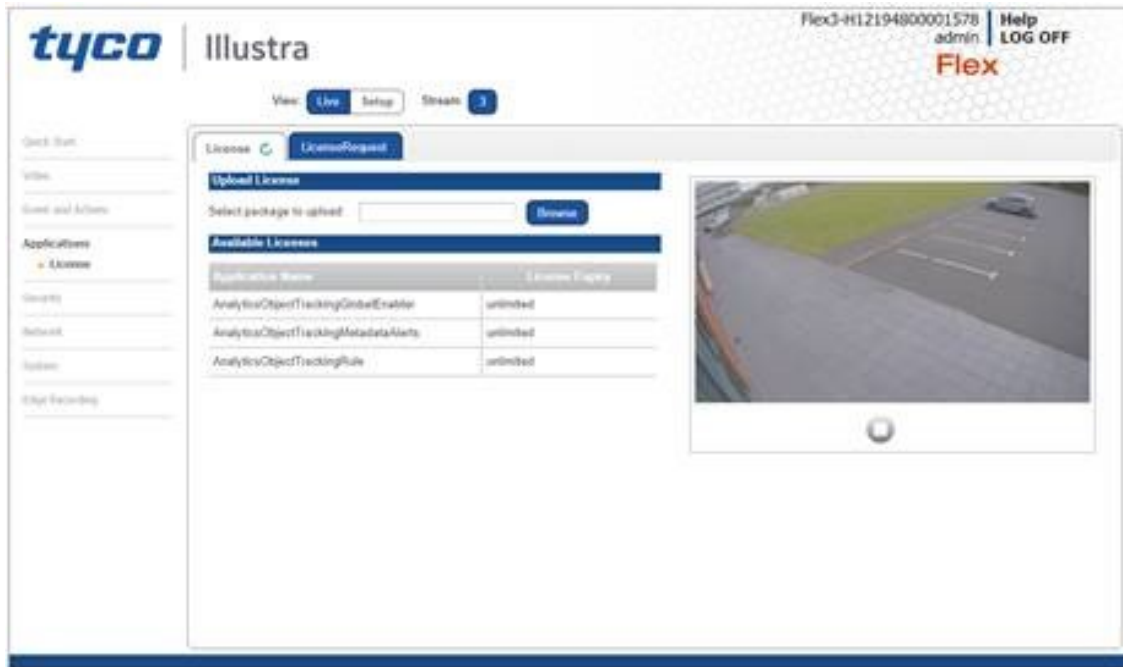 Flex3-H12194800001578 Help
admin LOG OFF
tyco Illustra
Flex
View: Live Setup Stream 3
Quick Start
Video
Event and Actions
Applications
License
Security
Network
System
Edge Recording
License LicenseRequest
Upload License
Select package to upload Browse
Available Licenses
Application Name License Expiry
AnalyticsObjectTrackingGlobalEnabler unlimited
AnalyticsObjectTrackingMetadataAlerts unlimited
AnalyticsObjectTrackingRule unlimited